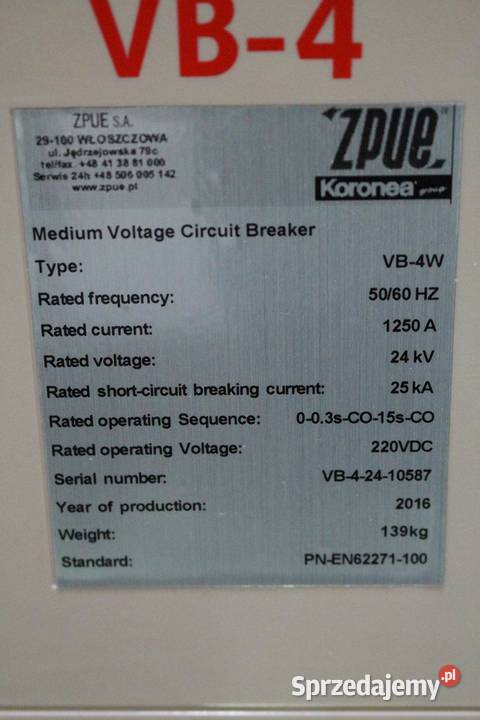 VB-4
ZPUE S.A.
29-100 WŁOSZCZOWA
ul. Jędrzejowska 79c
tel/fax. +48 41 38 81 000
Serwis 24h +48 506 005 142
www.zpue.pl
ZPUE
Koronea group
Medium Voltage Circuit Breaker
Type: VB-4W
Rated frequency: 50/60 HZ
Rated current: 1250 A
Rated voltage: 24 kV
Rated short-circuit breaking current: 25 kA
Rated operating Sequence: 0-0.3s-CO-15s-CO
Rated operating Voltage: 220VDC
Serial number: VB-4-24-10587
Year of production: 2016
Weight: 139kg
Standard: PN-EN62271-100
Sprzedajemy.pl